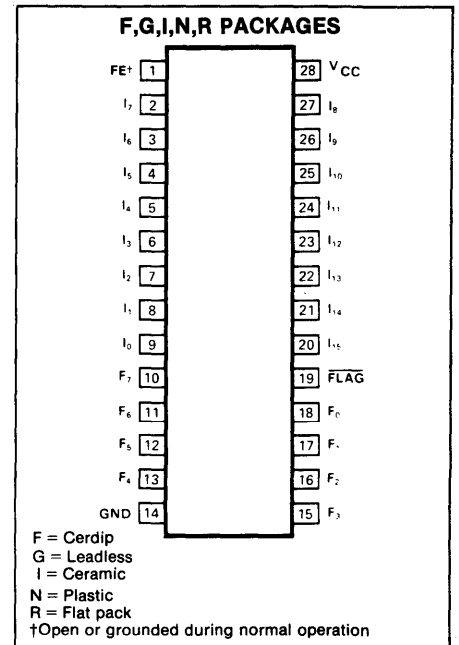 F,G,I,N,R PACKAGES
FE† 1 28 VCC
I₇ 2 27 I₈
I₆ 3 26 I₉
I₅ 4 25 I₁₀
I₄ 5 24 I₁₁
I₃ 6 23 I₁₂
I₂ 7 22 I₁₃
I₁ 8 21 I₁₄
I₀ 9 20 I₁₅
F₇ 10 19 F̅L̅A̅G̅
F₆ 11 18 F₀
F₅ 12 17 F₁
F₄ 13 16 F₂
GND 14 15 F₃
F = Cerdip
G = Leadless
I = Ceramic
N = Plastic
R = Flat pack
†Open or grounded during normal operation